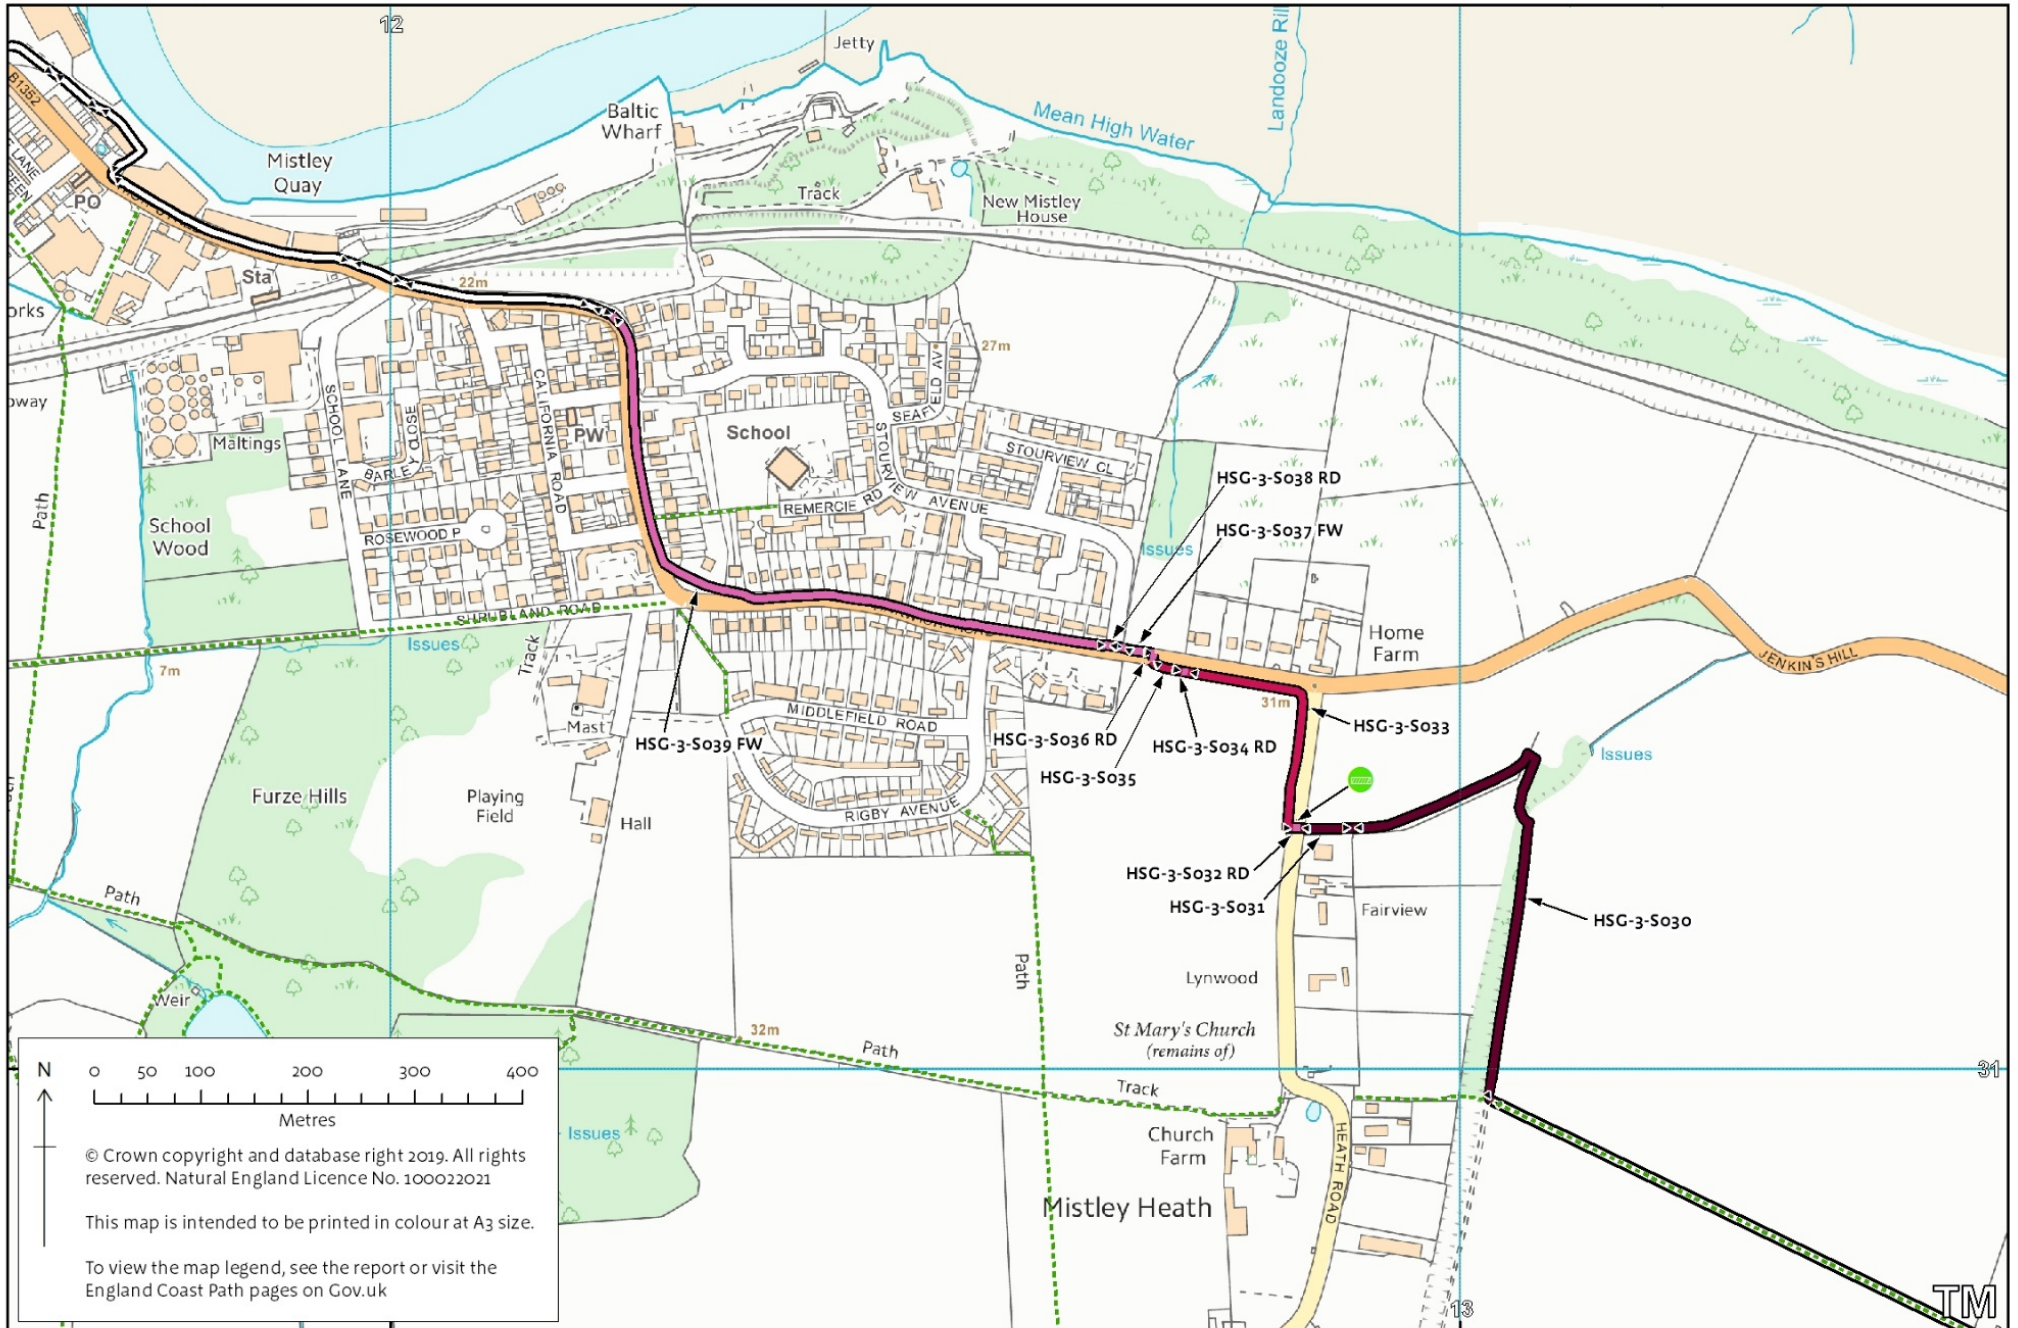 12
Jetty
Landooze Ril
B1352
Baltic
Wharf
Mean High Water
Mistley
Quay
LANE
PO
Track
New Mistley
House
Sta
22m
orks
27m
SEAFIELD AV
oway
SCHOOL LANE
BARLEY CLOSE
CALIFORNIA ROAD
PW
School
Maltings
STOURVIEW CL
STOURVIEW AVENUE
HSG-3-S038 RD
Path
REMERCIE RD
School
Wood
ROSEWOOD P
HSG-3-S037 FW
Issues
SHRUBLAND ROAD
Issues
Track
Home
Farm
JENKIN'S HILL
7m
31m
MIDDLEFIELD ROAD
Mast
HSG-3-S039 FW
HSG-3-S036 RD
HSG-3-S034 RD
HSG-3-S033
HSG-3-S035
Issues
Furze Hills
Playing
Field
Hall
RIGBY AVENUE
HSG-3-S032 RD
HSG-3-S031
Fairview
HSG-3-S030
Path
Path
Lynwood
Weir
32m
St Mary's Church
(remains of)
Path
Track
31
Issues
Church
Farm
HEATH ROAD
Mistley Heath
13
TM
N
0 50 100 200 300 400
Metres
© Crown copyright and database right 2019. All rights
reserved. Natural England Licence No. 100022021
This map is intended to be printed in colour at A3 size.
To view the map legend, see the report or visit the
England Coast Path pages on Gov.uk